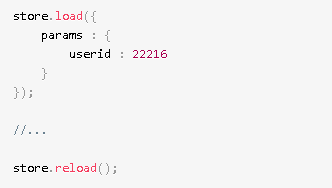 store.load({
    params : {
        userid : 22216
    }
});

//...

store.reload();